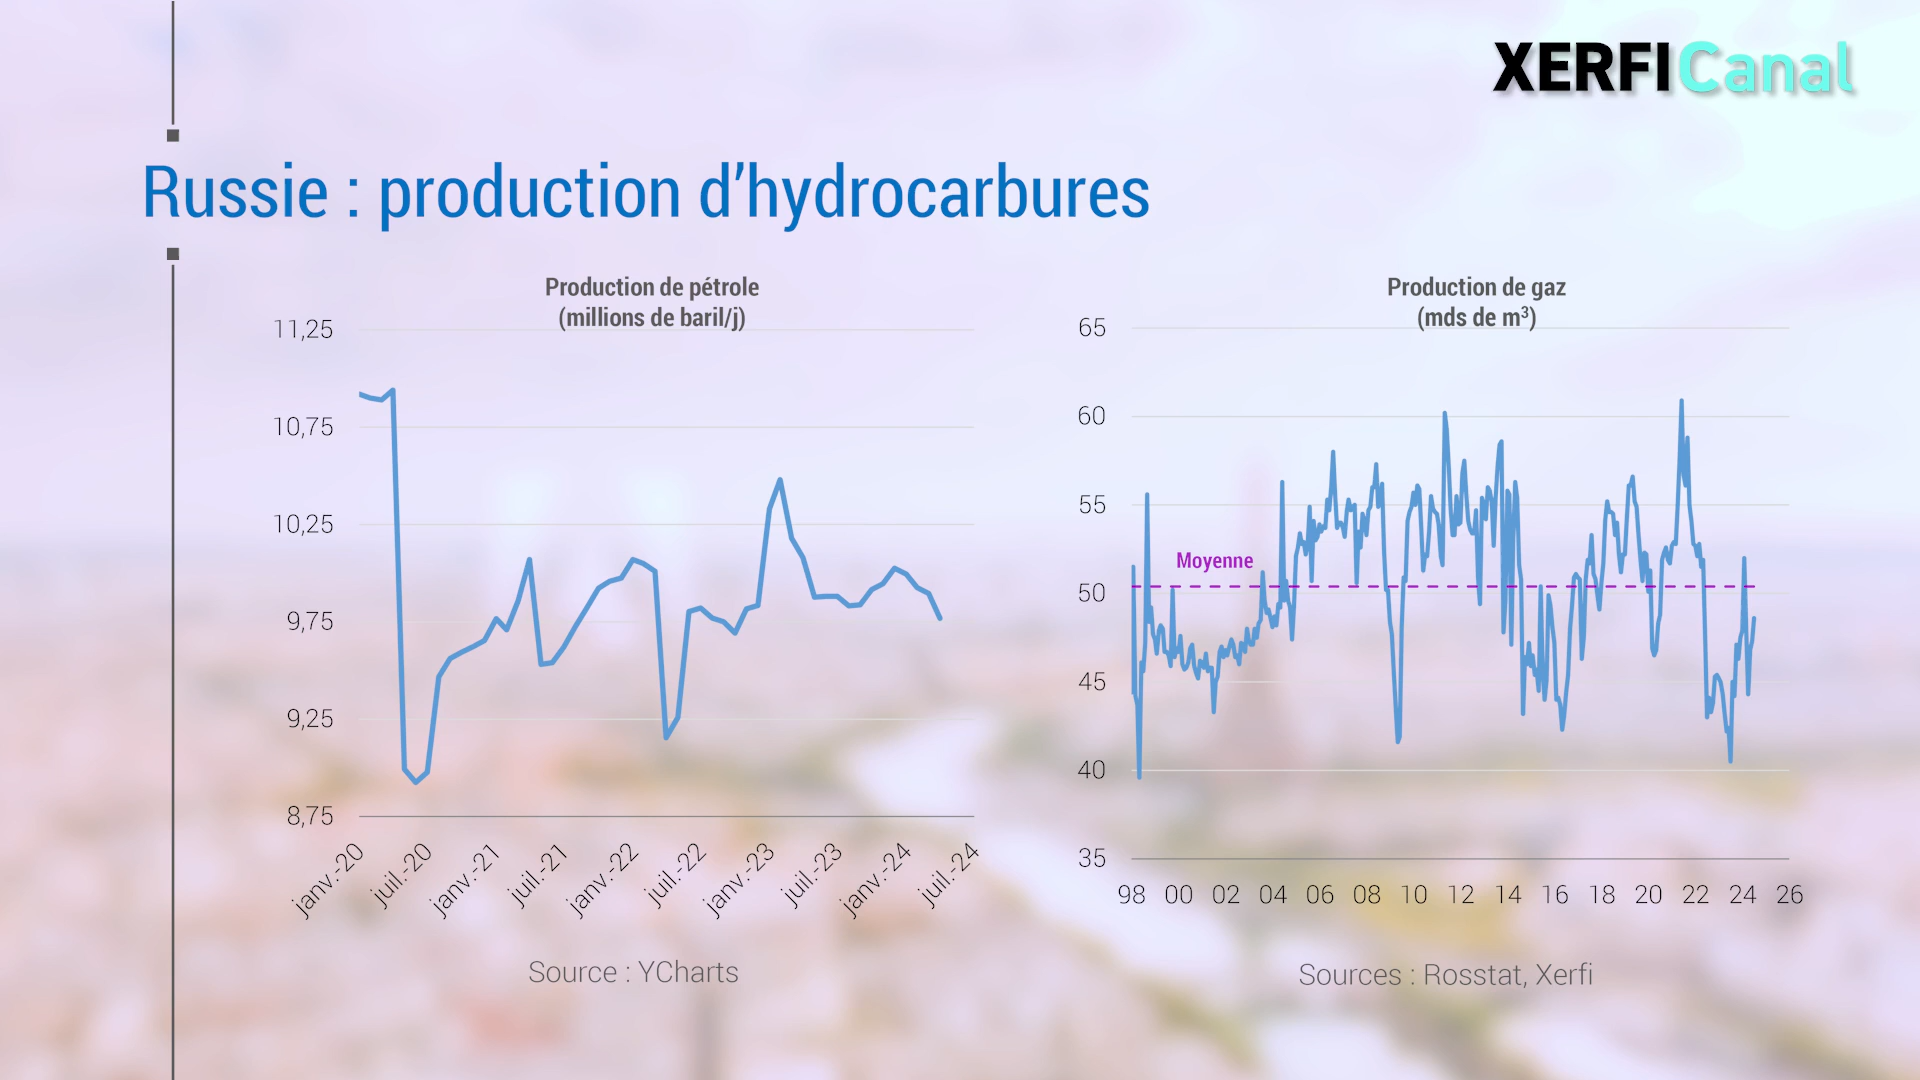 XERFI Canal
Russie : production d’hydrocarbures
Production de pétrole
(millions de baril/j)
11,25
10,75
10,25
9,75
9,25
8,75
janv.-20
juil.-20
janv.-21
juil.-21
janv.-22
juil.-22
janv.-23
juil.-23
janv.-24
juil.-24
Source : YCharts
Production de gaz
(mds de m³)
65
60
55
50
45
40
35
Moyenne
98 00 02 04 06 08 10 12 14 16 18 20 22 24 26
Sources : Rosstat, Xerfi